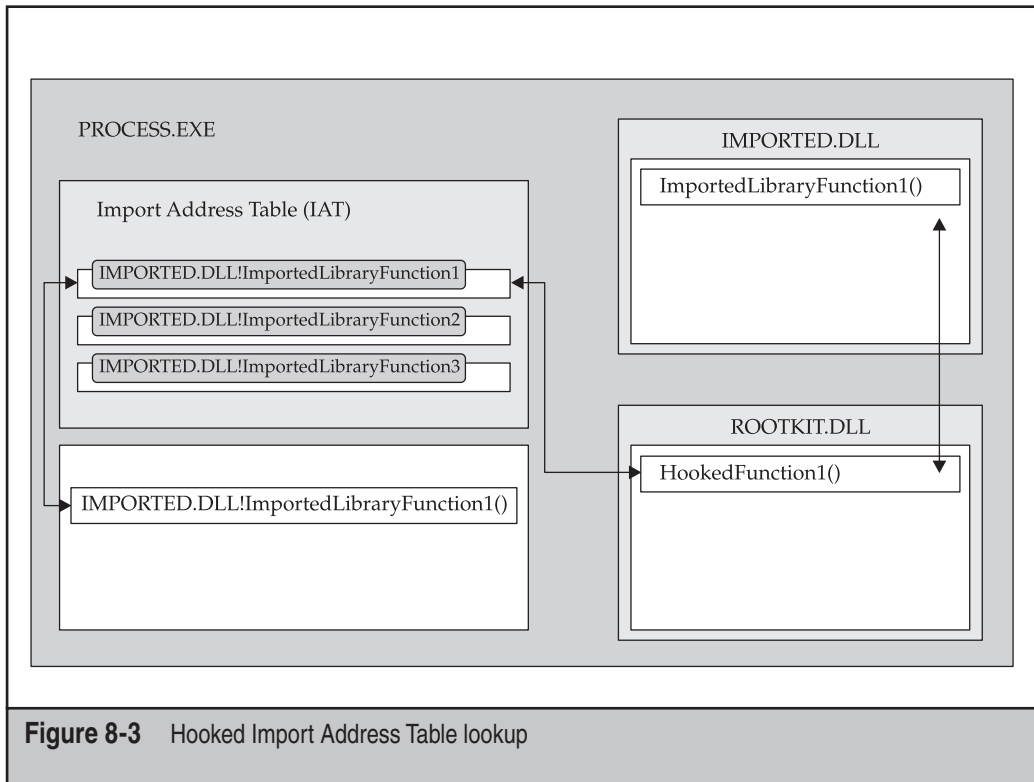 PROCESS.EXE
Import Address Table (IAT)
IMPORTED.DLL!ImportedLibraryFunction1
IMPORTED.DLL!ImportedLibraryFunction2
IMPORTED.DLL!ImportedLibraryFunction3
IMPORTED.DLL!ImportedLibraryFunction1()
IMPORTED.DLL
ImportedLibraryFunction1()
ROOTKIT.DLL
HookedFunction1()
Figure 8-3 Hooked Import Address Table lookup